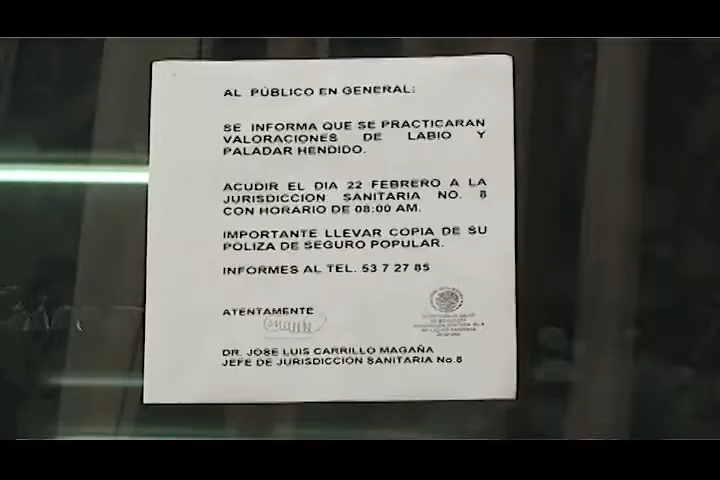 AL PÚBLICO EN GENERAL:
SE INFORMA QUE SE PRACTICARAN
VALORACIONES DE LABIO Y
PALADAR HENDIDO.
ACUDIR EL DIA 22 FEBRERO A LA
JURISDICCION SANITARIA NO. 8
CON HORARIO DE 08:00 AM.
IMPORTANTE LLEVAR COPIA DE SU
POLIZA DE SEGURO POPULAR.
INFORMES AL TEL. 53 7 27 85
ATENTAMENTE
DR. JOSE LUIS CARRILLO MAGAÑA
JEFE DE JURISDICCION SANITARIA No.8